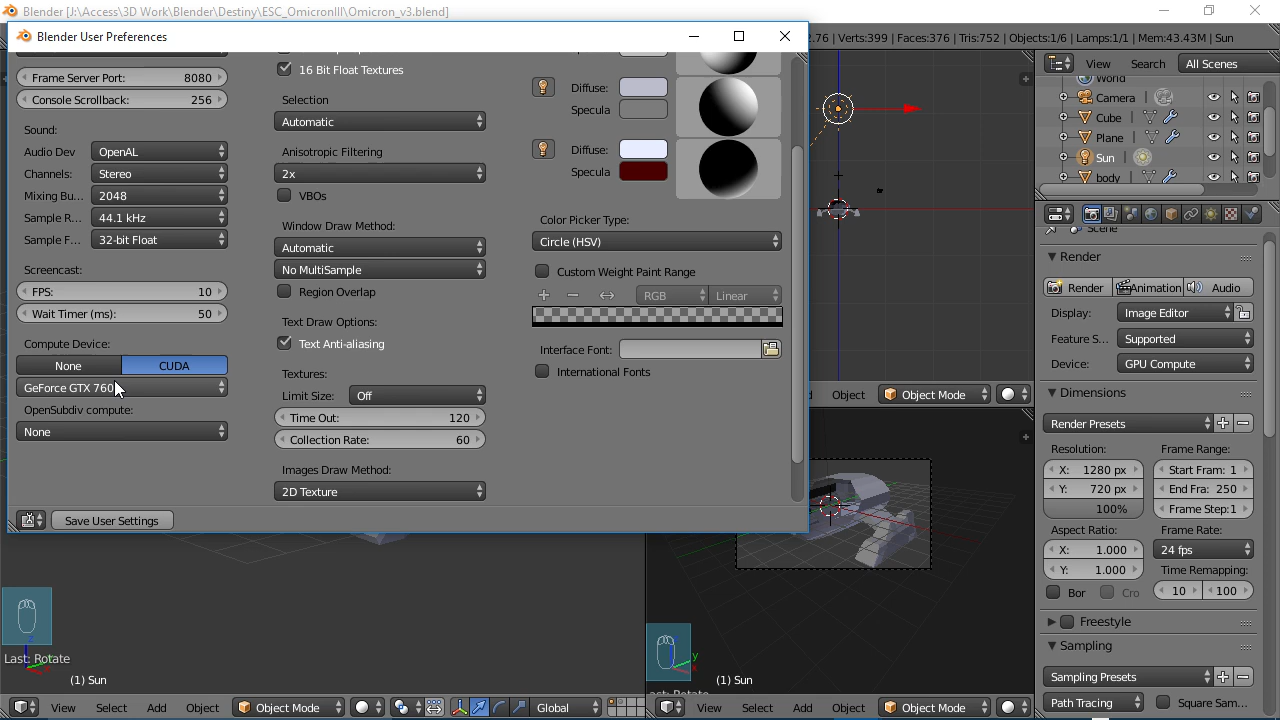 Blender [J:\Access\3D Work\Blender\Destiny\ESC_OmicronIII\Omicron_v3.blend]
Blender User Preferences
2.76 | Verts:399 | Faces:376 | Tris:752 | Objects:1/6 | Lamps:1/1 | Mem:43.43M | Sun
Frame Server Port: 8080
Console Scrollback: 256
Sound:
Audio Dev OpenAL
Channels: Stereo
Mixing Bu... 2048
Sample R... 44.1 kHz
Sample F... 32-bit Float
Screencast:
FPS: 10
Wait Timer (ms): 50
Compute Device:
None CUDA
GeForce GTX 760
OpenSubdiv compute:
None
16 Bit Float Textures
Selection
Automatic
Anisotropic Filtering
2x
VBOs
Window Draw Method:
Automatic
No MultiSample
Region Overlap
Text Draw Options:
Text Anti-aliasing
Textures:
Limit Size: Off
Time Out: 120
Collection Rate: 60
Images Draw Method:
2D Texture
Diffuse:
Specula
Diffuse:
Specula
Color Picker Type:
Circle (HSV)
Custom Weight Paint Range
RGB Linear
Interface Font:
International Fonts
Save User Settings
View Search All Scenes
World
Camera
Cube
Plane
Sun
body
Scene
Render
Render Animation Audio
Display: Image Editor
Feature S... Supported
Device: GPU Compute
Dimensions
Render Presets
Resolution: Frame Range:
X: 1280 px Start Fram: 1
Y: 720 px End Fra: 250
100% Frame Step:1
Aspect Ratio: Frame Rate:
X: 1.000 24 fps
Y: 1.000 Time Remapping:
Bor Cro 10 100
Freestyle
Sampling
Sampling Presets
Path Tracing Square Sam...
Object Object Mode
z
Last: Rotate
(1) Sun
View Select Add Object Object Mode Global
y
x
(1) Sun
View Select Add Object Object Mode